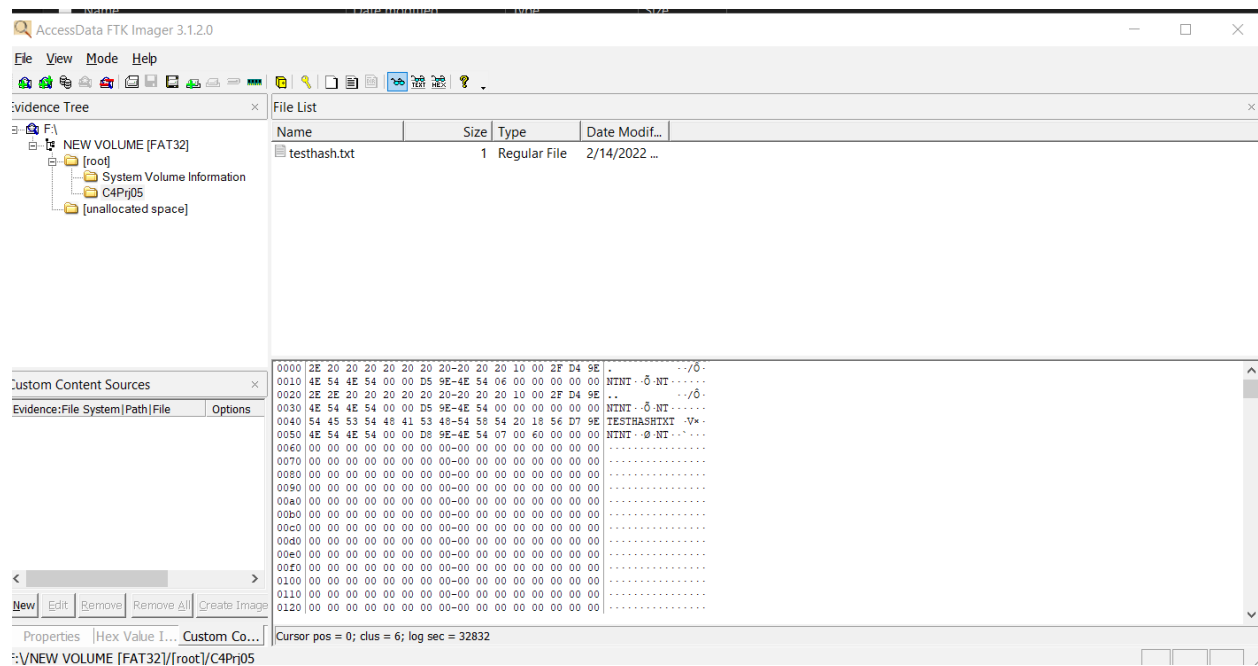 Name Date modified Type Size
AccessData FTK Imager 3.1.2.0
File View Mode Help
Evidence Tree ×
F:\
NEW VOLUME [FAT32]
[root]
System Volume Information
C4Prj05
[unallocated space]
File List ×
Name Size Type Date Modif...
testhash.txt 1 Regular File 2/14/2022 ...
Custom Content Sources ×
Evidence:File System|Path|File Options
New Edit Remove Remove All Create Image
Properties Hex Value I... Custom Co...
0000 2E 20 20 20 20 20 20 20-20 20 20 10 00 2F D4 9E . ··/Ô·
0010 4E 54 4E 54 00 00 D5 9E-4E 54 06 00 00 00 00 00 NTNT··Õ·NT······
0020 2E 2E 20 20 20 20 20 20-20 20 20 10 00 2F D4 9E .. ··/Ô·
0030 4E 54 4E 54 00 00 D5 9E-4E 54 00 00 00 00 00 00 NTNT··Õ·NT······
0040 54 45 53 54 48 41 53 48-54 58 54 20 18 56 D7 9E TESTHASHTXT ·V×·
0050 4E 54 4E 54 00 00 D8 9E-4E 54 07 00 60 00 00 00 NTNT··Ø·NT··`···
0060 00 00 00 00 00 00 00 00-00 00 00 00 00 00 00 00 ················
0070 00 00 00 00 00 00 00 00-00 00 00 00 00 00 00 00 ················
0080 00 00 00 00 00 00 00 00-00 00 00 00 00 00 00 00 ················
0090 00 00 00 00 00 00 00 00-00 00 00 00 00 00 00 00 ················
00a0 00 00 00 00 00 00 00 00-00 00 00 00 00 00 00 00 ················
00b0 00 00 00 00 00 00 00 00-00 00 00 00 00 00 00 00 ················
00c0 00 00 00 00 00 00 00 00-00 00 00 00 00 00 00 00 ················
00d0 00 00 00 00 00 00 00 00-00 00 00 00 00 00 00 00 ················
00e0 00 00 00 00 00 00 00 00-00 00 00 00 00 00 00 00 ················
00f0 00 00 00 00 00 00 00 00-00 00 00 00 00 00 00 00 ················
0100 00 00 00 00 00 00 00 00-00 00 00 00 00 00 00 00 ················
0110 00 00 00 00 00 00 00 00-00 00 00 00 00 00 00 00 ················
0120 00 00 00 00 00 00 00 00-00 00 00 00 00 00 00 00 ················
Cursor pos = 0; clus = 6; log sec = 32832
F:\/NEW VOLUME [FAT32]/[root]/C4Prj05